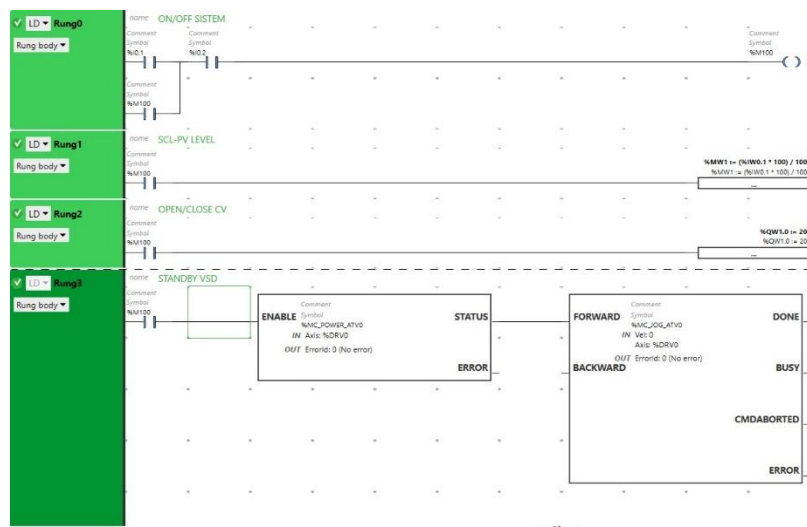 LD Rung0
Rung body
name ON/OFF SISTEM
Comment Comment Comment
Symbol Symbol Symbol
%I0.1 %I0.2 %M100
Comment
Symbol
%M100
LD Rung1
Rung body
name SCL-PV LEVEL
Comment
Symbol
%M100
%MW1 := (%IW0.1 * 100) / 100
%MW1 := (%IW0.1 * 100) / 100
...
LD Rung2
Rung body
name OPEN/CLOSE CV
Comment
Symbol
%M100
%QW1.0 := 20
%QW1.0 := 20
...
LD Rung3
Rung body
name STANDBY VSD
Comment
Symbol
%M100
ENABLE
Comment
Symbol
%MC_POWER_ATV0
IN Axis: %DRV0
OUT ErrorId: 0 (No error)
STATUS
ERROR
FORWARD
Comment
Symbol
%MC_JOG_ATV0
IN Vel: 0
Axis: %DRV0
OUT ErrorId: 0 (No error)
BACKWARD
DONE
BUSY
CMDABORTED
ERROR